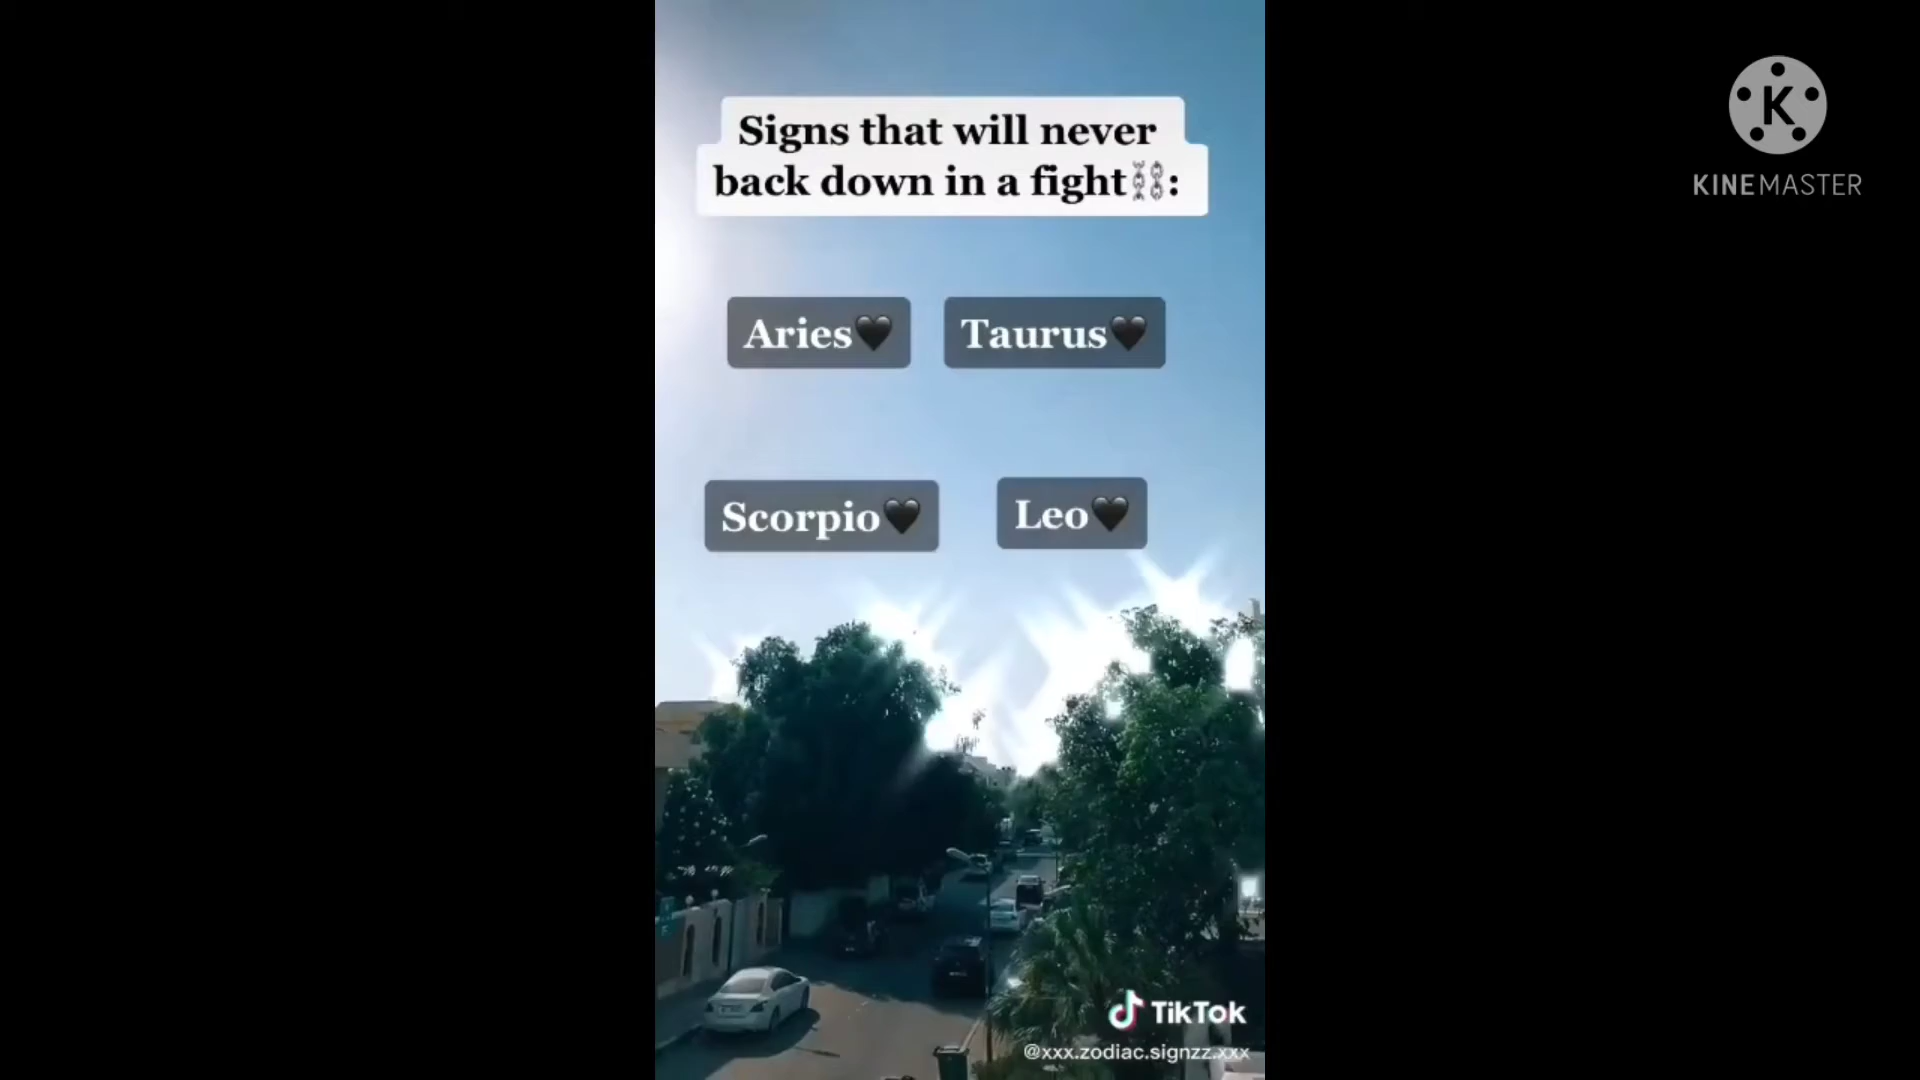 Signs that will never
back down in a fight⛓️:
Aries🖤 Taurus🖤
Scorpio🖤 Leo🖤
K
KINEMASTER
TikTok
@xxx.zodiac.signzz.xxx